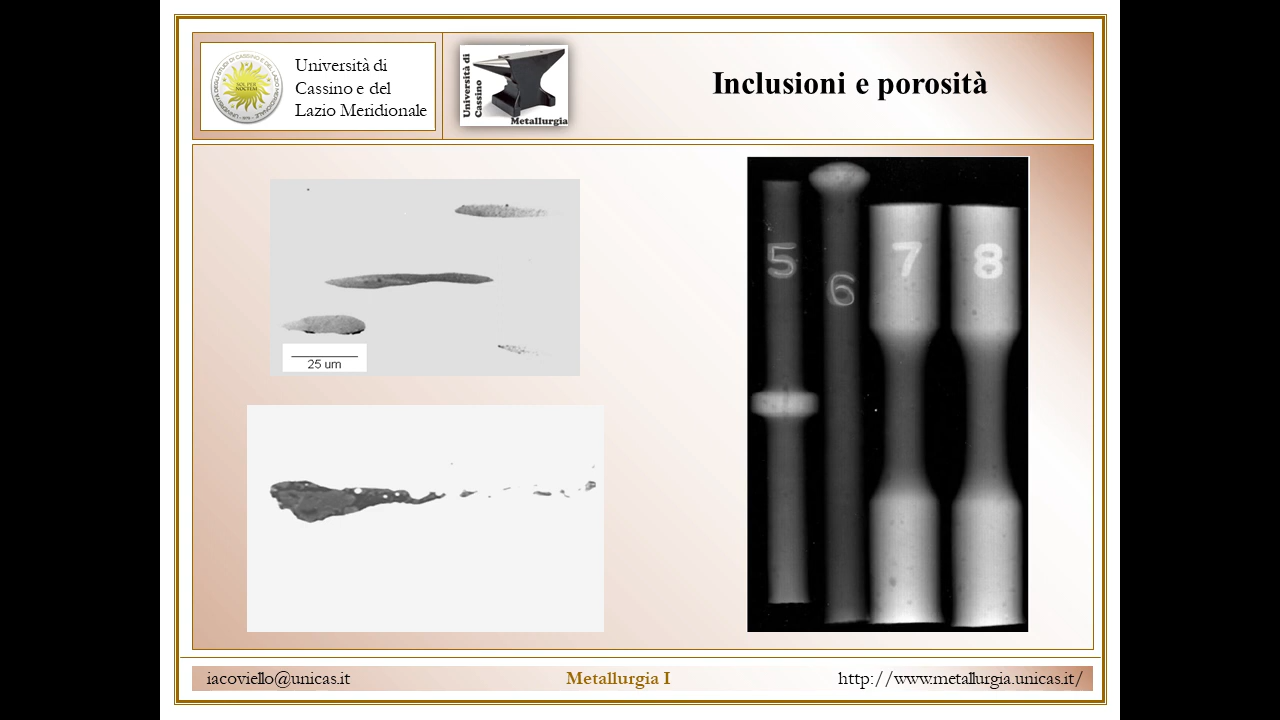 Università di
Cassino e del
Lazio Meridionale
Università di
Cassino
Metallurgia
Inclusioni e porosità
25 um
5
6
7
8
iacoviello@unicas.it
Metallurgia I
http://www.metallurgia.unicas.it/